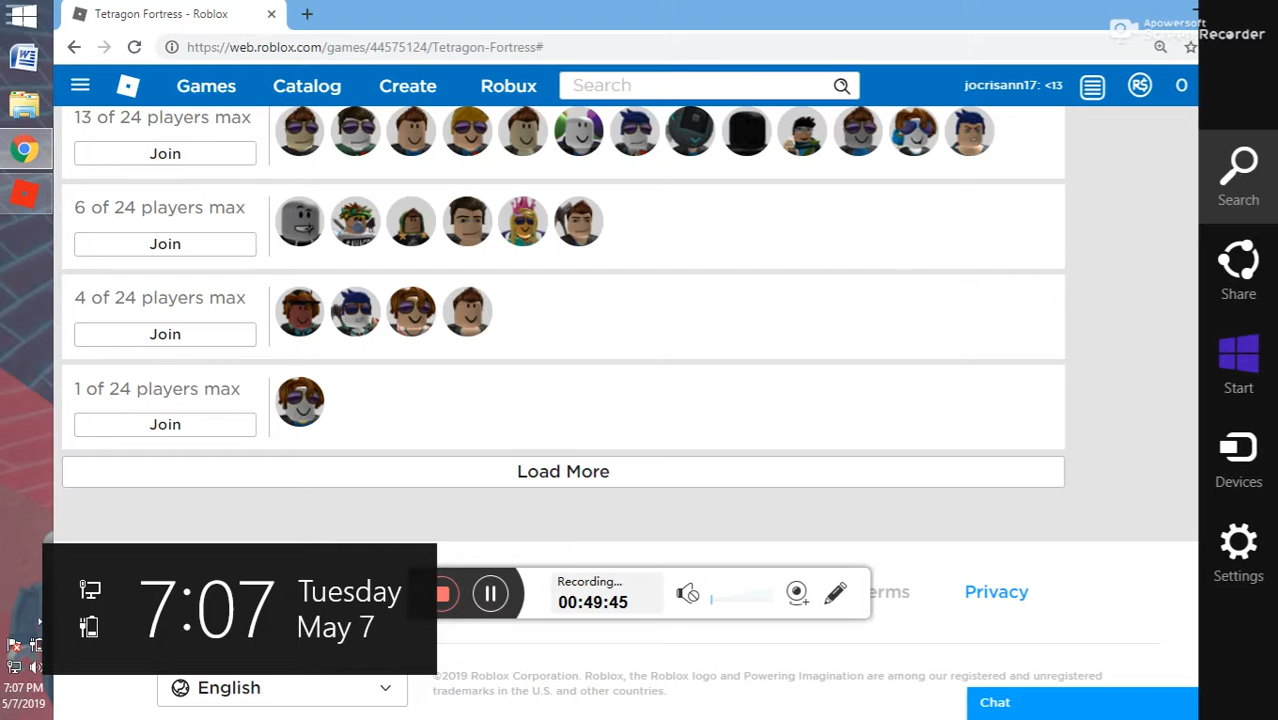 Tetragon Fortress - Roblox
Apowersoft
Screen Recorder
https://web.roblox.com/games/44575124/Tetragon-Fortress#
Games
Catalog
Create
Robux
Search
jocrisann17: <13
R$
0
13 of 24 players max
Join
6 of 24 players max
Join
4 of 24 players max
Join
1 of 24 players max
Join
Load More
Search
Share
Start
Devices
Settings
7:07
Tuesday
May 7
Recording...
00:49:45
erms
Privacy
English
©2019 Roblox Corporation. Roblox, the Roblox logo and Powering Imagination are among our registered and unregistered
trademarks in the U.S. and other countries.
Chat
7:07 PM
5/7/2019